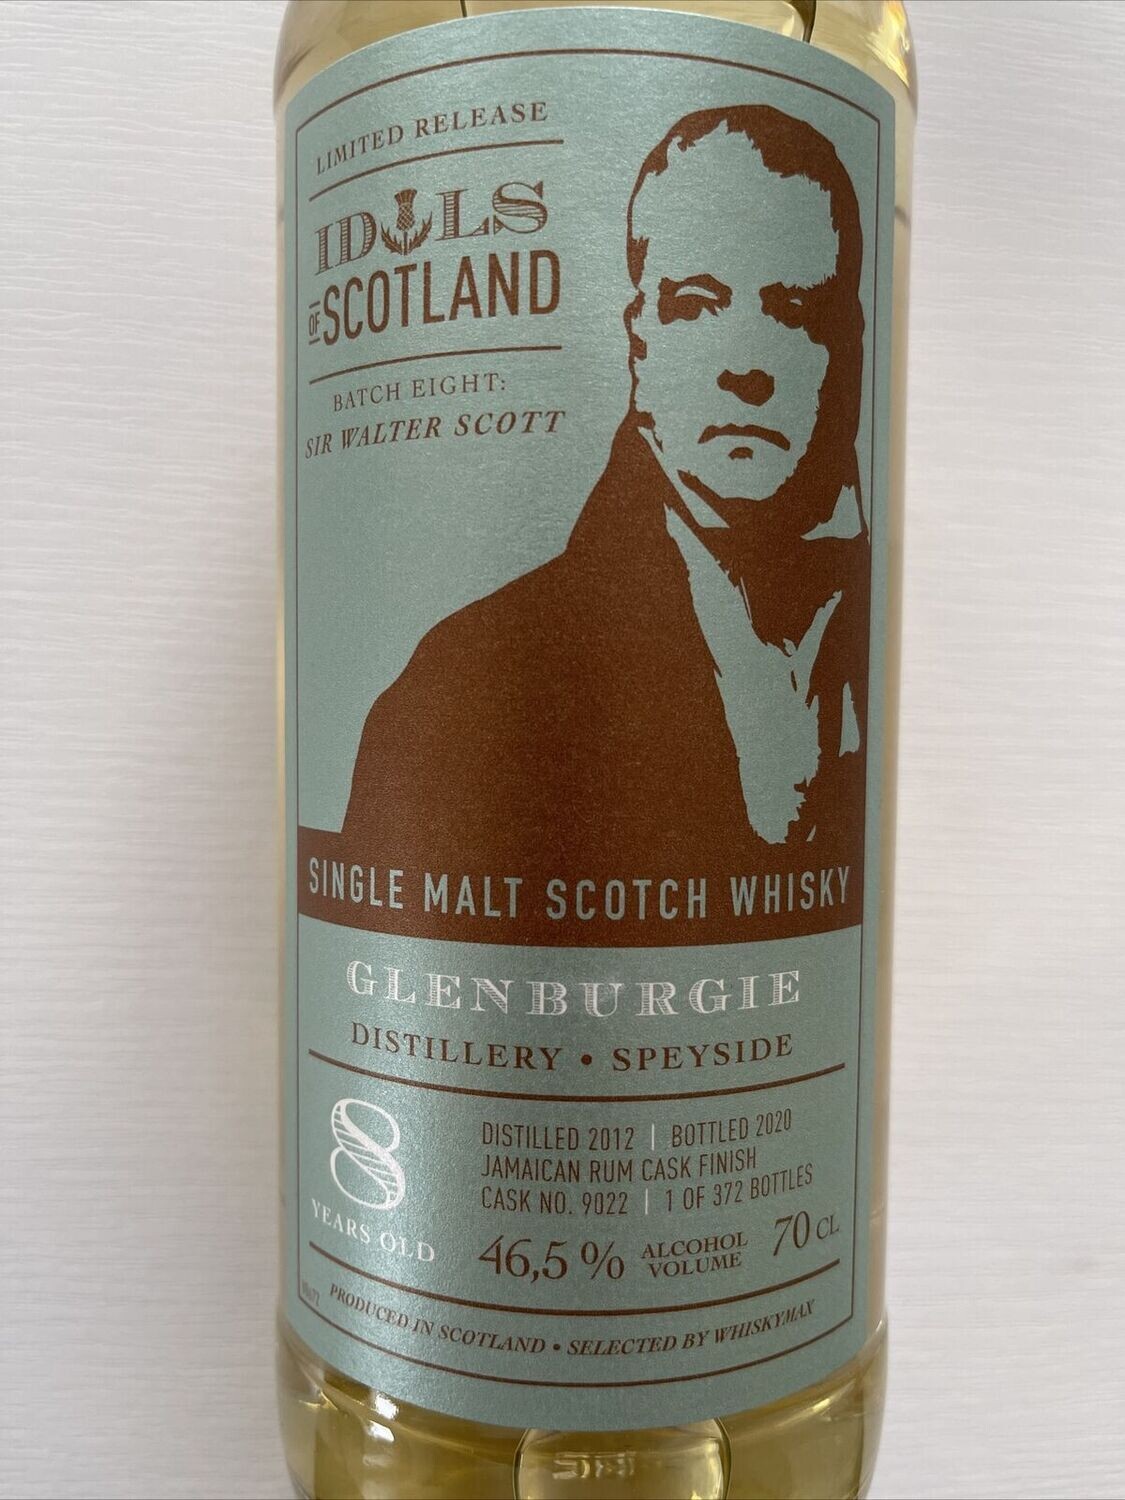 LIMITED RELEASE
IDOLS
OF SCOTLAND
BATCH EIGHT:
SIR WALTER SCOTT
SINGLE MALT SCOTCH WHISKY
GLENBURGIE
DISTILLERY • SPEYSIDE
8
YEARS OLD
DISTILLED 2012 | BOTTLED 2020
JAMAICAN RUM CASK FINISH
CASK NO. 9022 | 1 OF 372 BOTTLES
46,5 % ALCOHOL VOLUME 70 CL
PRODUCED IN SCOTLAND • SELECTED BY WHISKYMAX